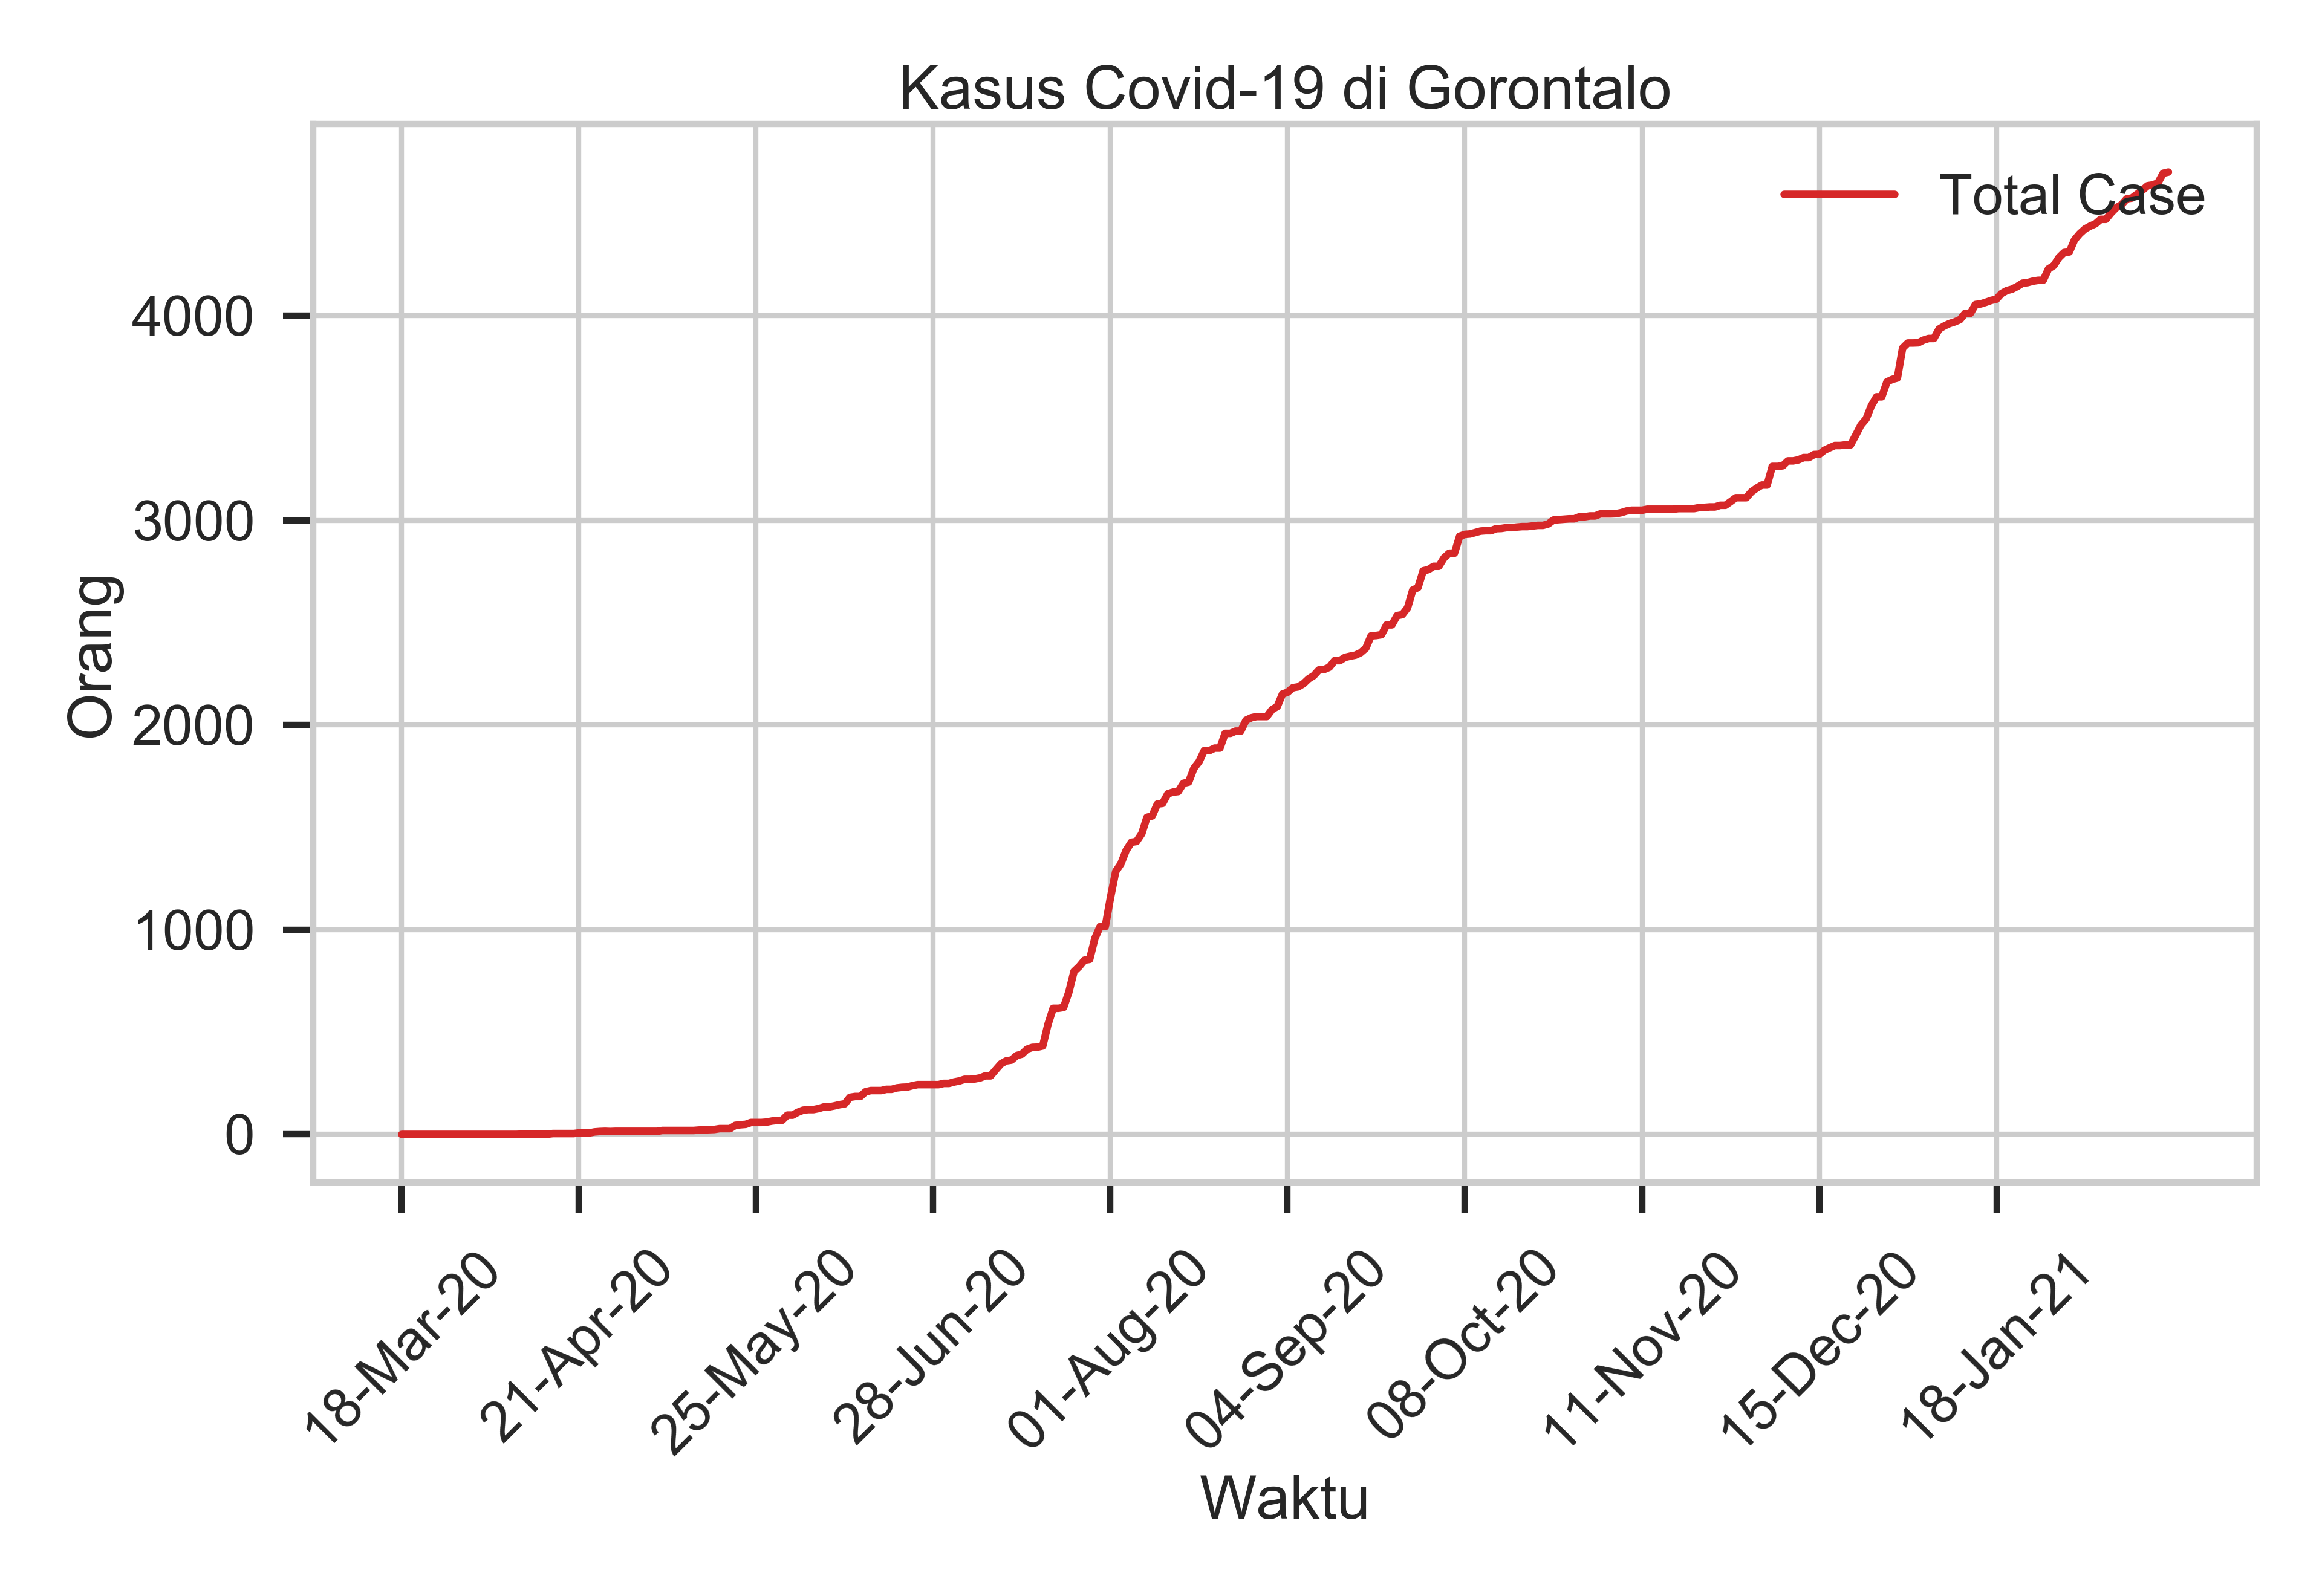 Kasus Covid-19 di Gorontalo
Total Case
Orang
4000
3000
2000
1000
0
18-Mar-20
21-Apr-20
25-May-20
28-Jun-20
01-Aug-20
04-Sep-20
08-Oct-20
11-Nov-20
15-Dec-20
18-Jan-21
Waktu